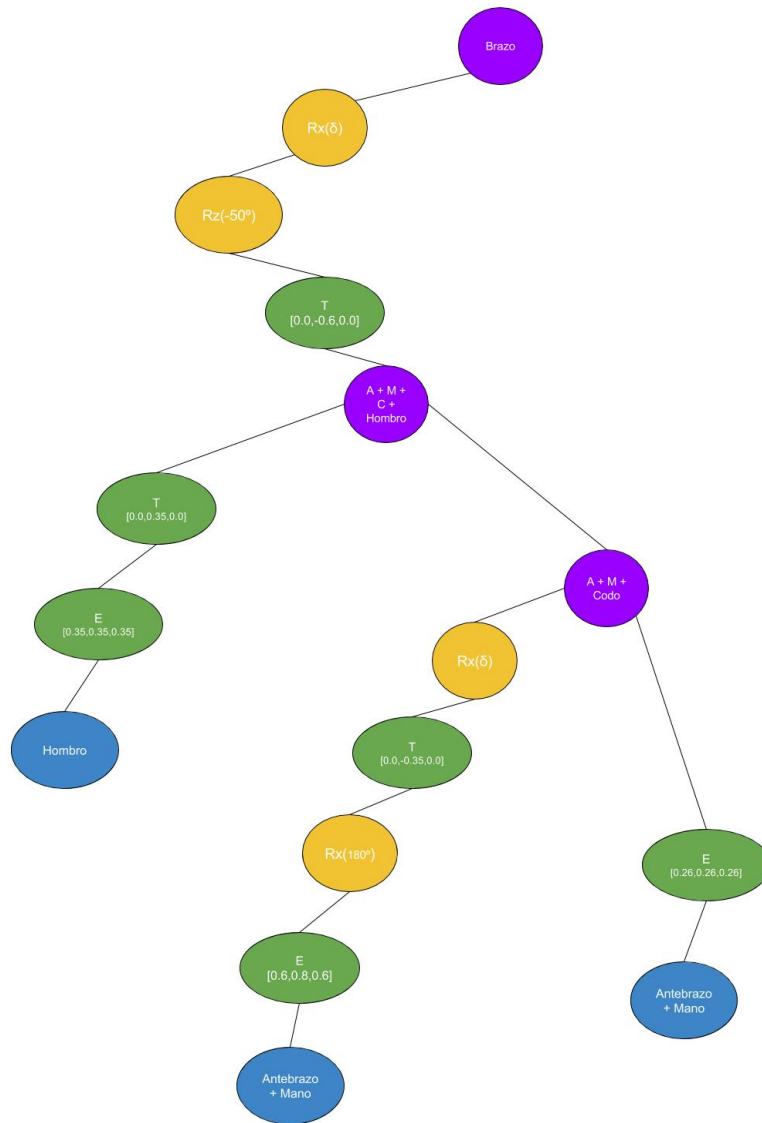 Brazo
Rx(δ)
Rz(-50º)
T
[0.0,-0.6,0.0]
A + M +
C +
Hombro
T
[0.0,0.35,0.0]
A + M +
Codo
E
[0.35,0.35,0.35]
Rx(δ)
Hombro
T
[0.0,-0.35,0.0]
Rx(180º)
E
[0.26,0.26,0.26]
E
[0.6,0.8,0.6]
Antebrazo
+ Mano
Antebrazo
+ Mano